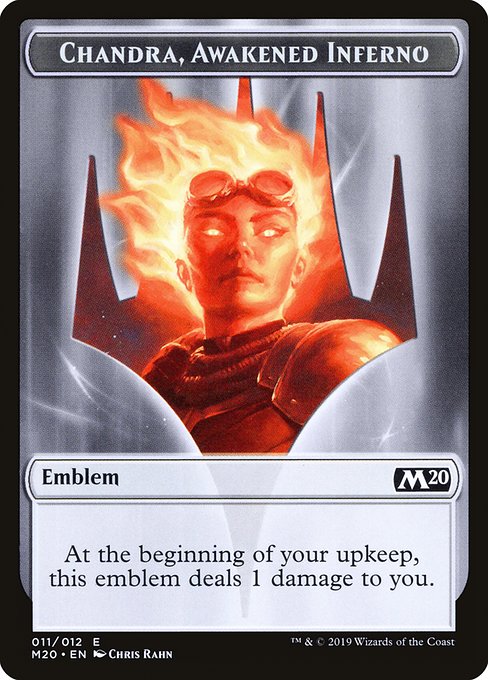 Chandra, Awakened Inferno
Emblem
M20
At the beginning of your upkeep,
this emblem deals 1 damage to you.
011/012 E
M20 • EN Chris Rahn
™ & © 2019 Wizards of the Coast